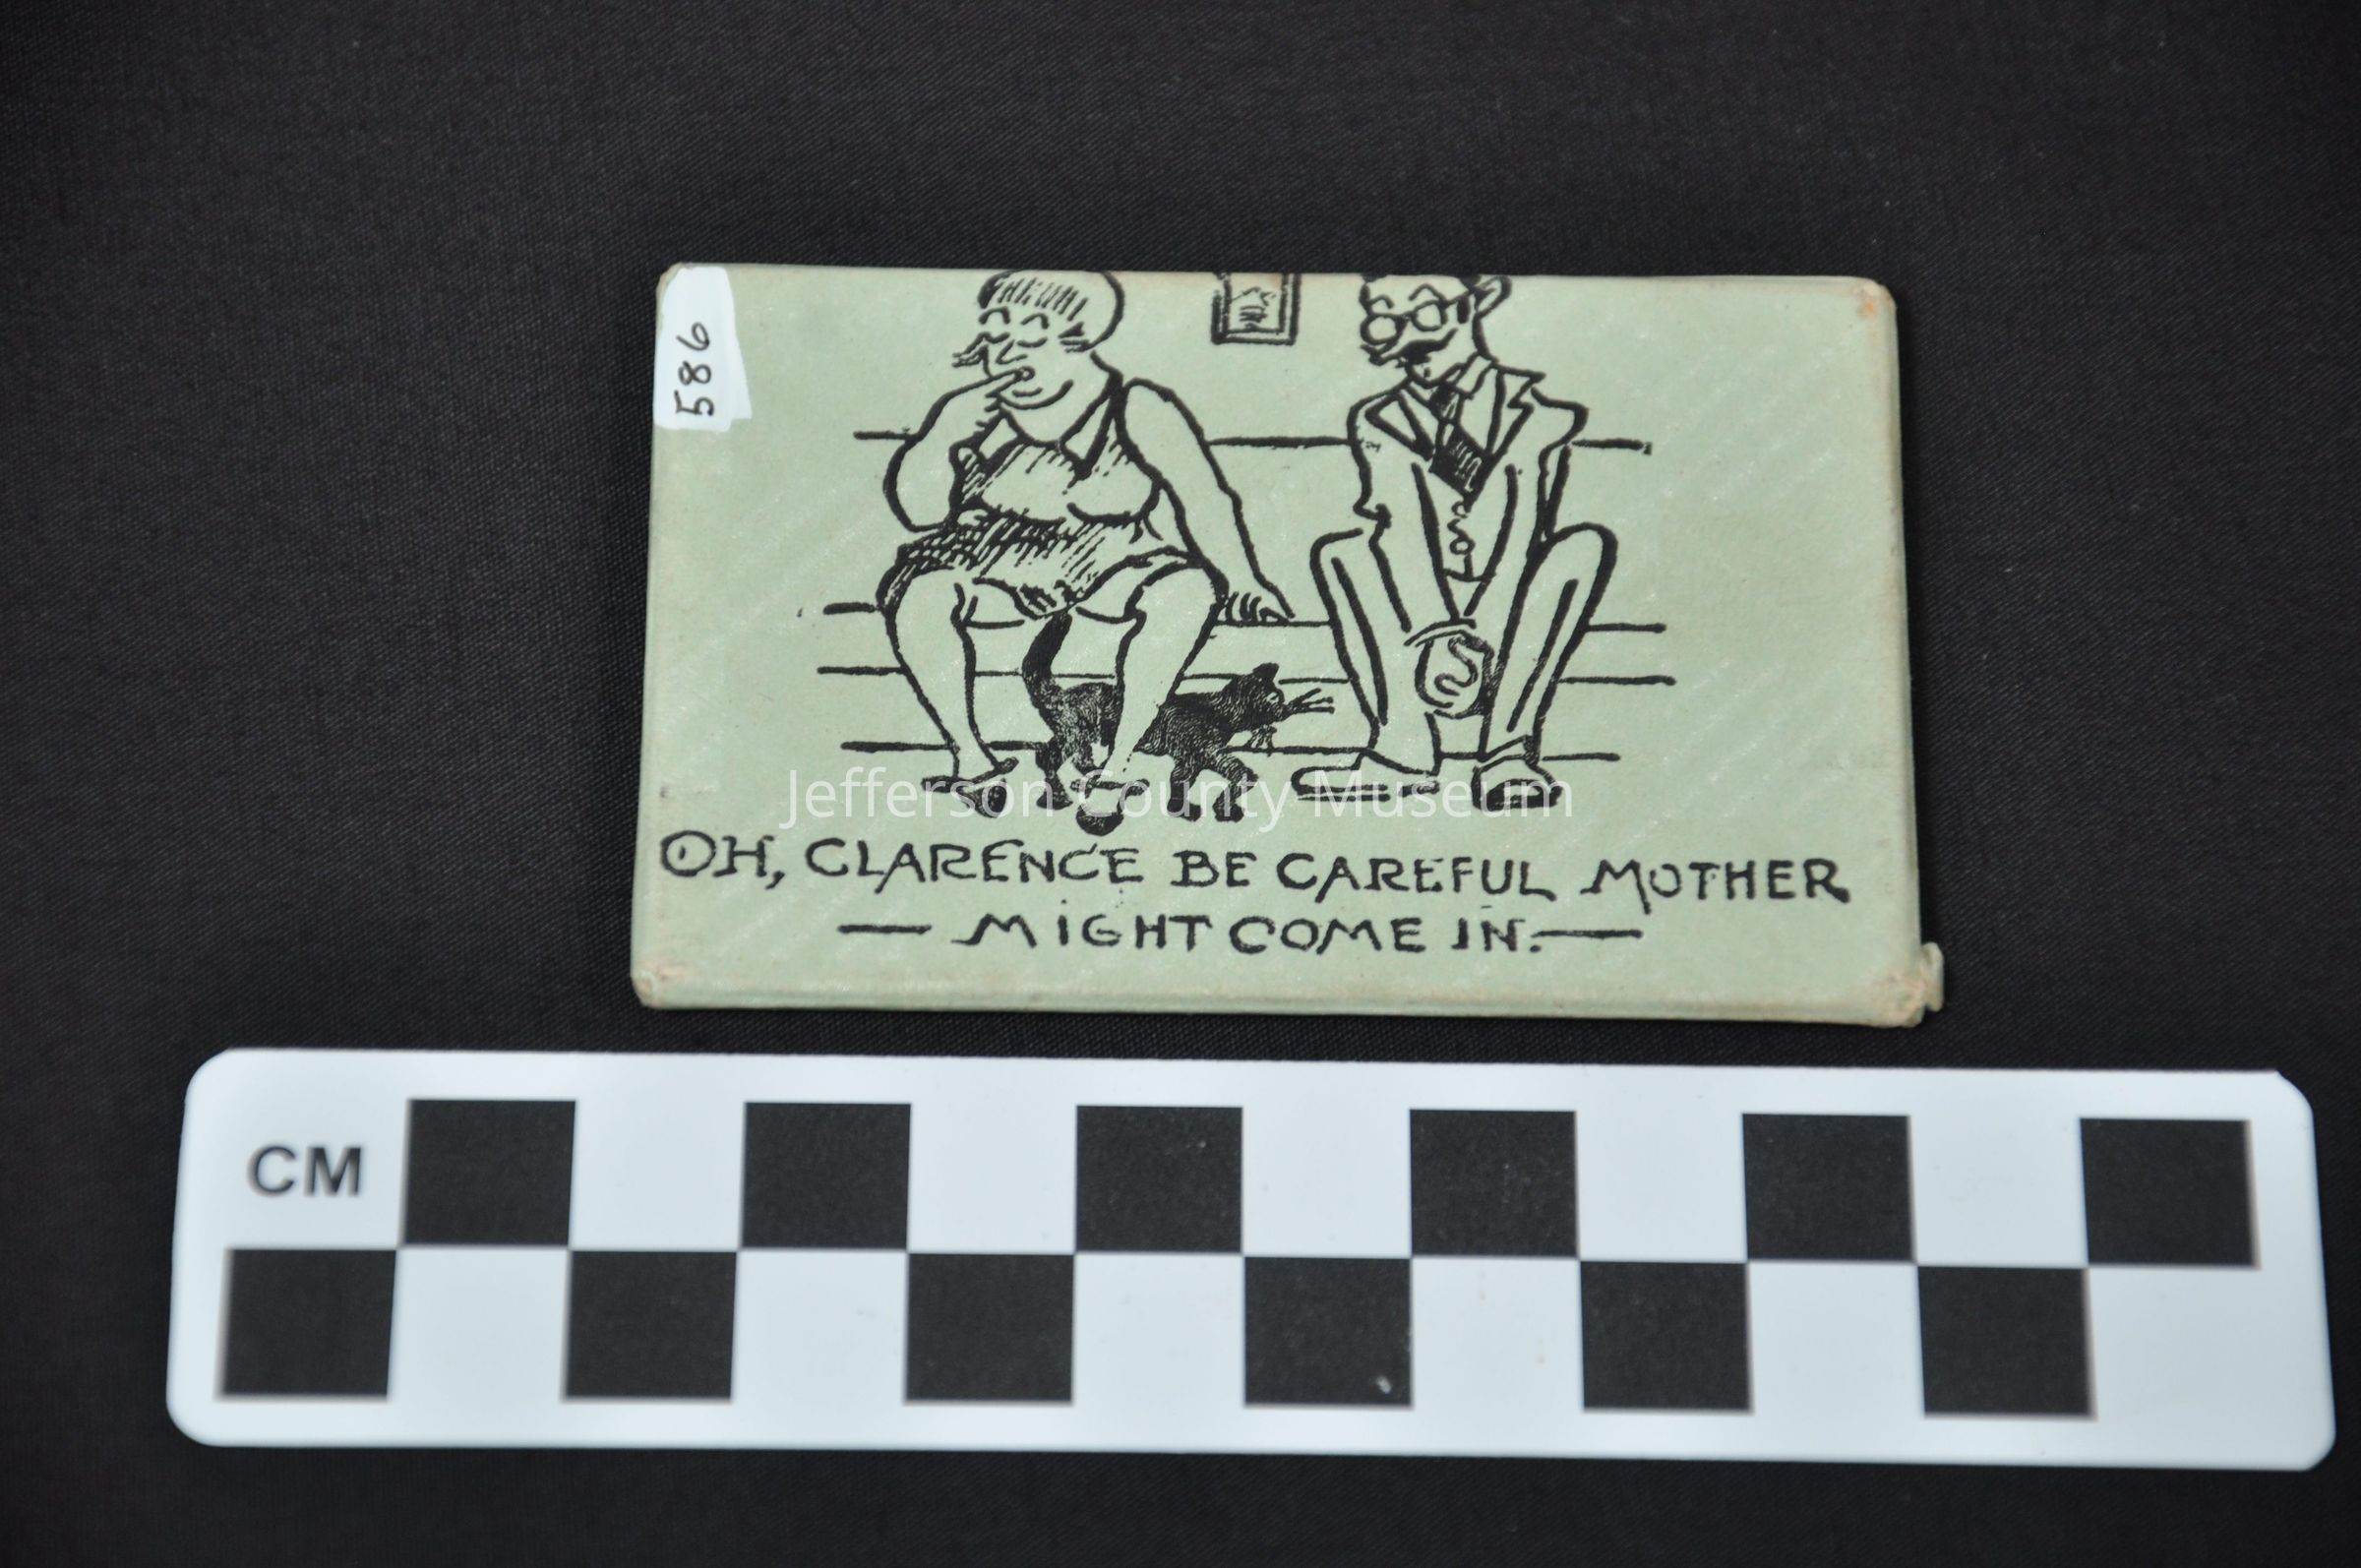 586
Jefferson County Museum
OH, CLARENCE BE CAREFUL MOTHER
— MIGHT COME IN. —
CM